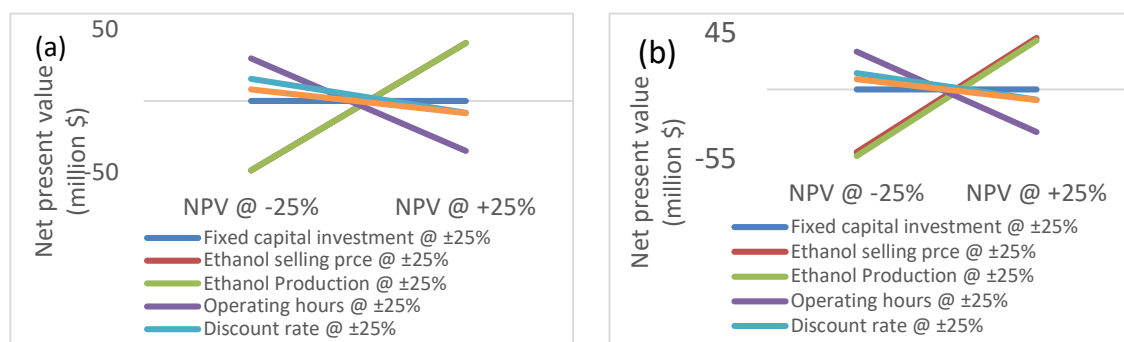 (a)
50
-50
Net present value
(million $)
NPV @ -25%
NPV @ +25%
Fixed capital investment @ ±25%
Ethanol selling prce @ ±25%
Ethanol Production @ ±25%
Operating hours @ ±25%
Discount rate @ ±25%
(b)
45
-55
Net present value
(million $)
NPV @ -25%
NPV @ +25%
Fixed capital investment @ ±25%
Ethanol selling prce @ ±25%
Ethanol Production @ ±25%
Operating hours @ ±25%
Discount rate @ ±25%